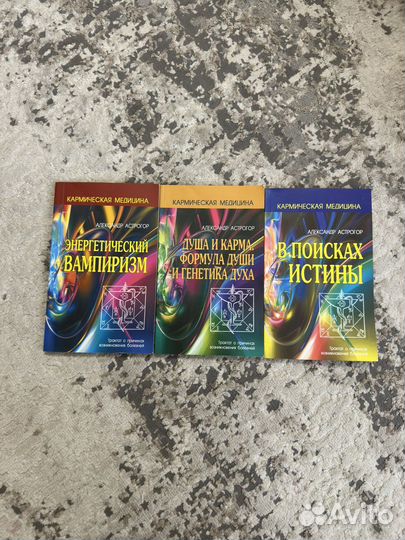 КАРМИЧЕСКАЯ МЕДИЦИНА
АЛЕКСАНДР АСТРОГОР
ЭНЕРГЕТИЧЕСКИЙ
ВАМПИРИЗМ
Трактат о причинах
возникновения болезней
КАРМИЧЕСКАЯ МЕДИЦИНА
АЛЕКСАНДР АСТРОГОР
ДУША И КАРМА.
ФОРМУЛА ДУШИ
И ГЕНЕТИКА ДУХА
Трактат о причинах
возникновения болезней
КАРМИЧЕСКАЯ МЕДИЦИНА
АЛЕКСАНДР АСТРОГОР
В ПОИСКАХ
ИСТИНЫ
Трактат о причинах
возникновения болезней
Avito